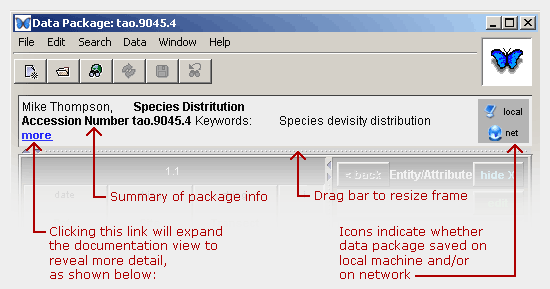 Data Package: tao.9045.4
File Edit Search Data Window Help
Mike Thompson, Species Distritution
Accession Number tao.9045.4 Keywords: Species devisity distribution
more
local
net
1.1
< back Entity/Attribute hide X
data
Summary of package info
Drag bar to resize frame
Clicking this link will expand
the documentation view to
reveal more detail,
as shown below:
Icons indicate whether
data package saved on
local machine and/or
on network